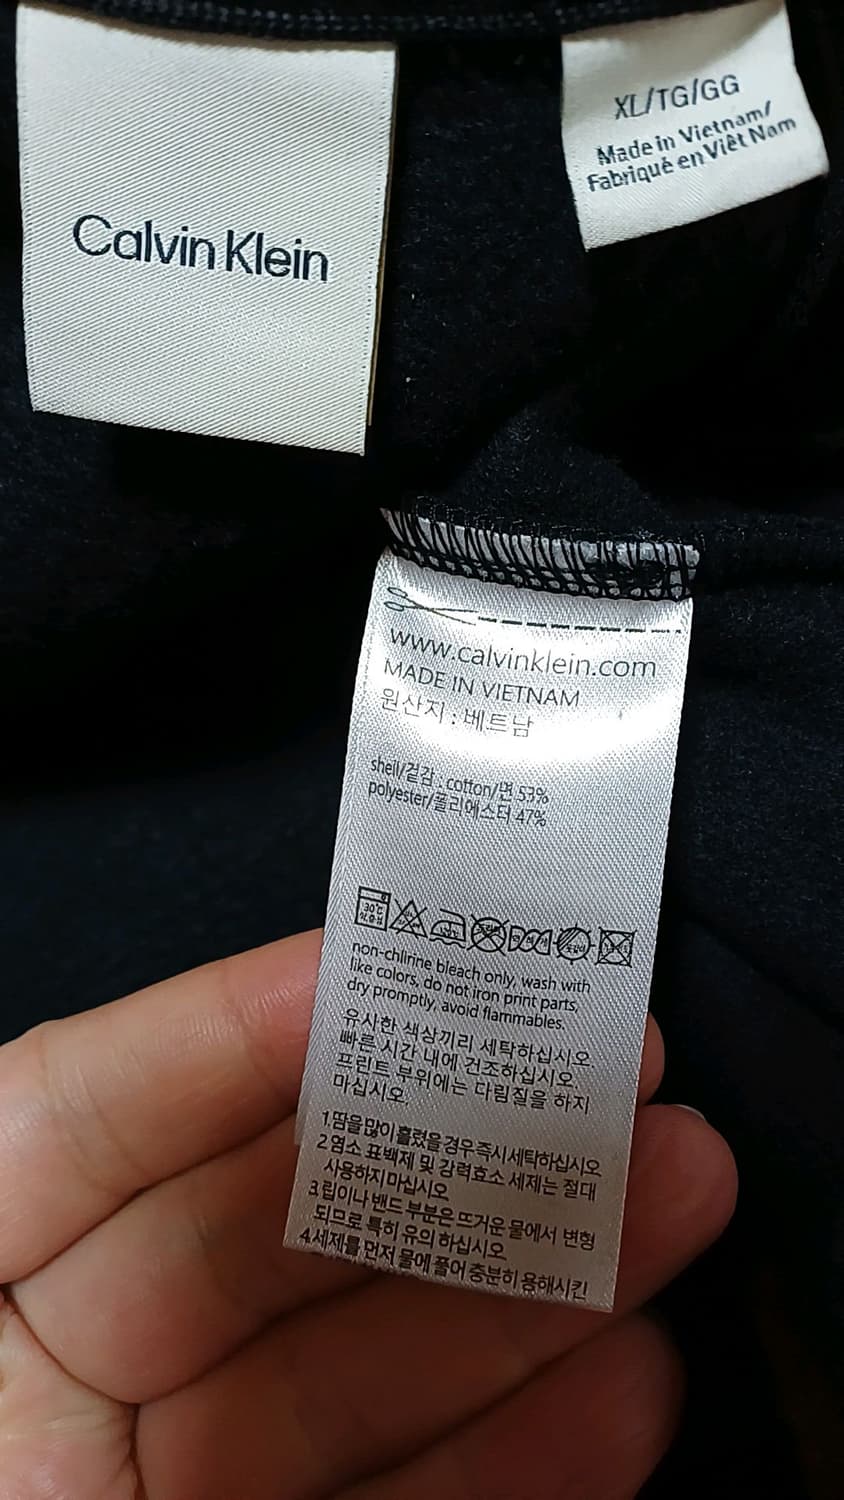 Calvin Klein
XL/TG/GG
Made in Vietnam/
Fabriqué en Viêt Nam
www.calvinklein.com
MADE IN VIETNAM
원산지 : 베트남
shell/겉감 : cotton/면 53%
polyester/폴리에스터 47%
30℃
non-chlirine bleach only, wash with
like colors, do not iron print parts,
dry promptly, avoid flammables.
유사한 색상끼리 세탁하십시오.
빠른 시간 내에 건조하십시오.
프린트 부위에는 다림질을 하지
마십시오.
1.땀을 많이 흘렸을 경우 즉시 세탁하십시오
2.염소 표백제 및 강력효소 세제는 절대
사용하지 마십시오
3.립이나 밴드 부분은 뜨거운 물에서 변형
되므로 특히 유의 하십시오
4.세제를 먼저 물에 풀어 충분히 용해시킨